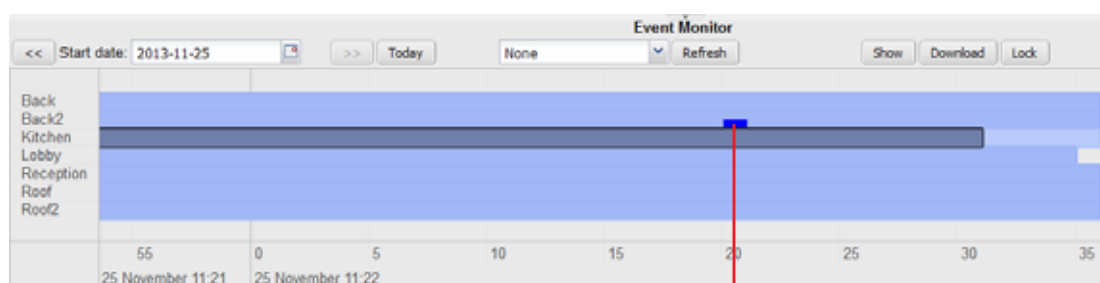 Event Monitor
<< Start date: 2013-11-25 >> Today None Refresh Show Download Lock
Back
Back2
Kitchen
Lobby
Reception
Roof
Roof2
55 0 5 10 15 20 25 30 35
25 November 11:21 25 November 11:22